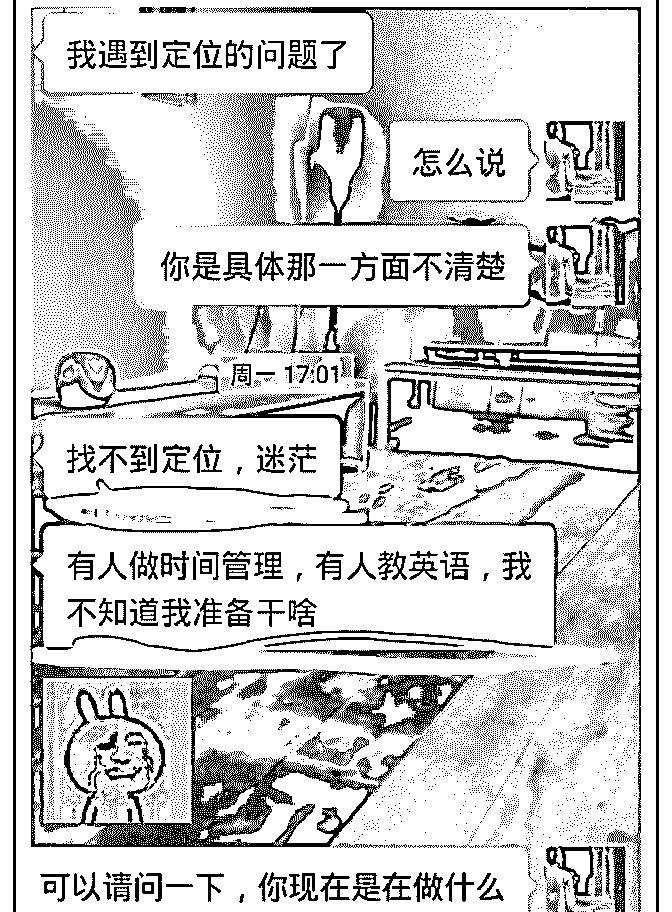 我遇到定位的问题了
怎么说
你是具体那一方面不清楚
周一 17:01
找不到定位，迷茫
有人做时间管理，有人教英语，我
不知道我准备干啥
可以请问一下，你现在是在做什么